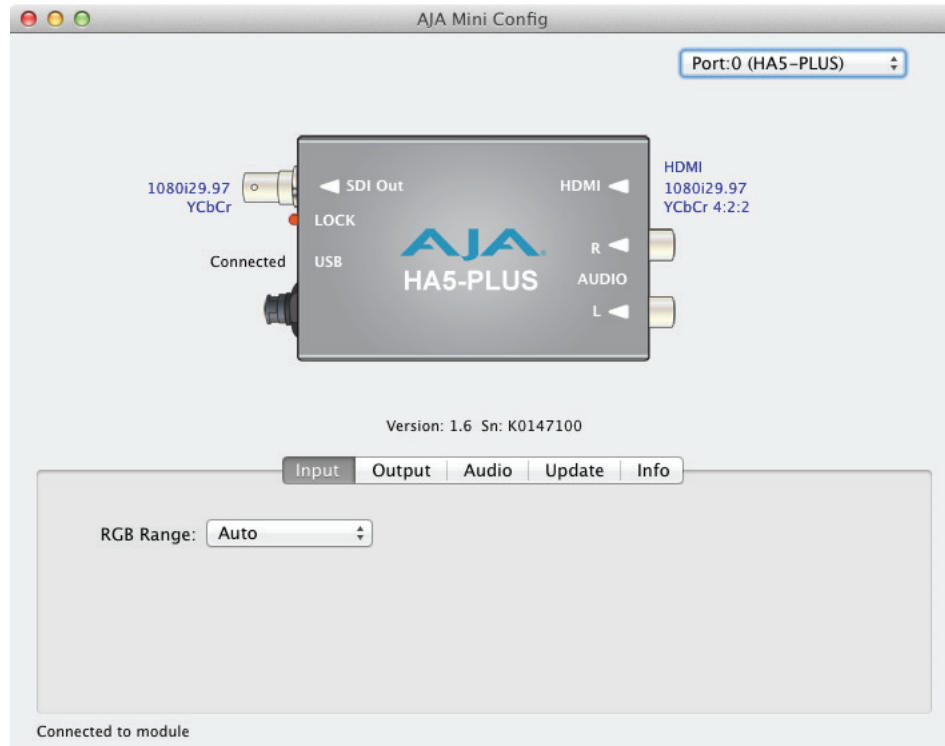 AJA Mini Config
Port:0 (HA5-PLUS)
1080i29.97
YCbCr
SDI Out
HDMI
HDMI
1080i29.97
YCbCr 4:2:2
LOCK
Connected
USB
AJA
HA5-PLUS
R
AUDIO
L
Version: 1.6 Sn: K0147100
Input Output Audio Update Info
RGB Range: Auto
Connected to module